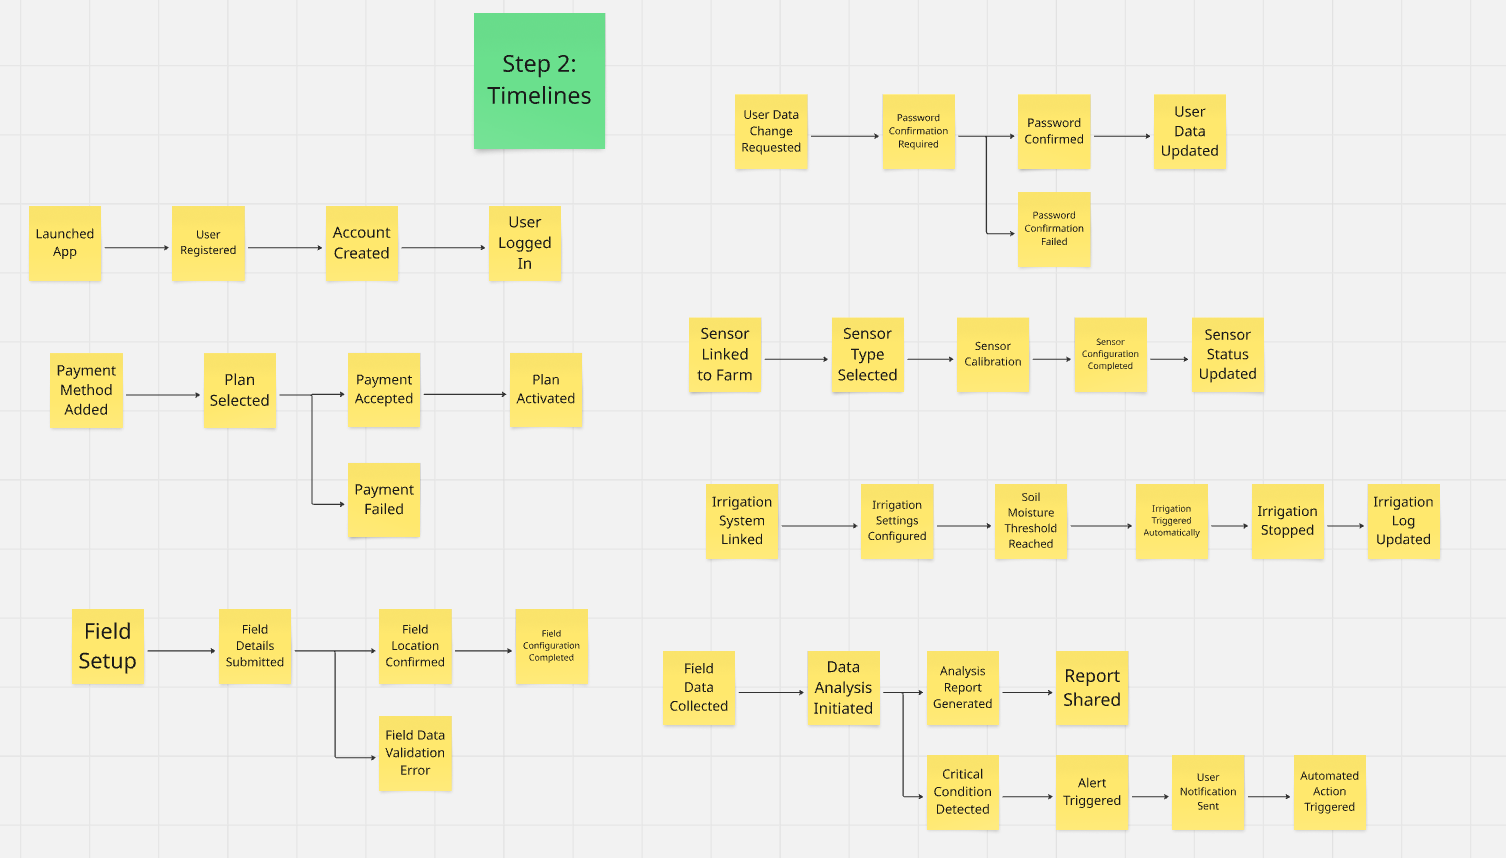 Step 2:
Timelines
User Data
Change
Requested
Password
Confirmation
Required
Password
Confirmed
User
Data
Updated
Password
Confirmation
Failed
Launched
App
User
Registered
Account
Created
User
Logged
In
Payment
Method
Added
Plan
Selected
Payment
Accepted
Plan
Activated
Payment
Failed
Sensor
Linked
to Farm
Sensor
Type
Selected
Sensor
Calibration
Sensor
Configuration
Completed
Sensor
Status
Updated
Irrigation
System
Linked
Irrigation
Settings
Configured
Soil
Moisture
Threshold
Reached
Irrigation
Triggered
Automatically
Irrigation
Stopped
Irrigation
Log
Updated
Field
Setup
Field
Details
Submitted
Field
Location
Confirmed
Field
Configuration
Completed
Field Data
Validation
Error
Field
Data
Collected
Data
Analysis
Initiated
Analysis
Report
Generated
Report
Shared
Critical
Condition
Detected
Alert
Triggered
User
Notification
Sent
Automated
Action
Triggered